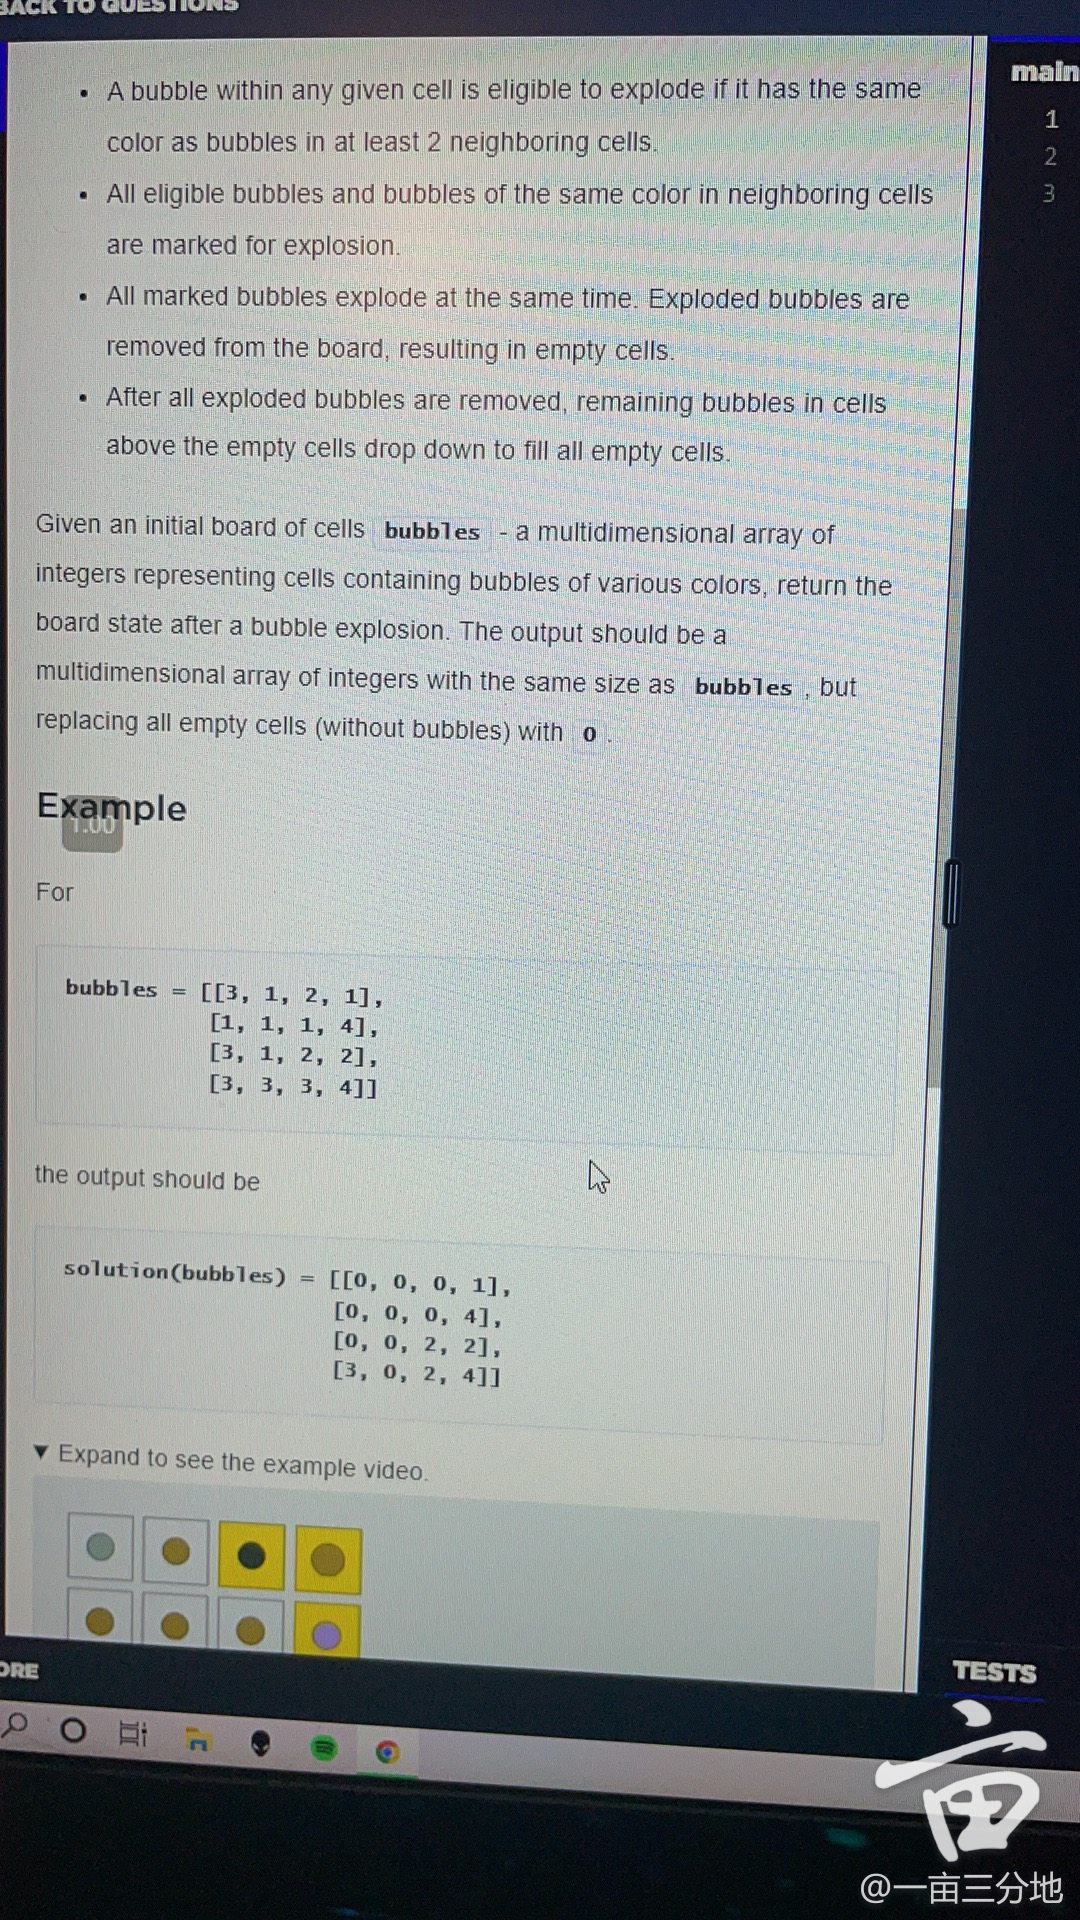 BACK TO QUESTIONS
main
1
2
3
• A bubble within any given cell is eligible to explode if it has the same
color as bubbles in at least 2 neighboring cells.
• All eligible bubbles and bubbles of the same color in neighboring cells
are marked for explosion.
• All marked bubbles explode at the same time. Exploded bubbles are
removed from the board, resulting in empty cells.
• After all exploded bubbles are removed, remaining bubbles in cells
above the empty cells drop down to fill all empty cells.
Given an initial board of cells bubbles - a multidimensional array of
integers representing cells containing bubbles of various colors, return the
board state after a bubble explosion. The output should be a
multidimensional array of integers with the same size as bubbles , but
replacing all empty cells (without bubbles) with 0 .
Example
1.00
For
bubbles = [[3, 1, 2, 1],
[1, 1, 1, 4],
[3, 1, 2, 2],
[3, 3, 3, 4]]
the output should be
solution(bubbles) = [[0, 0, 0, 1],
[0, 0, 0, 4],
[0, 0, 2, 2],
[3, 0, 2, 4]]
▼ Expand to see the example video.
ORE
TESTS
亩
@一亩三分地